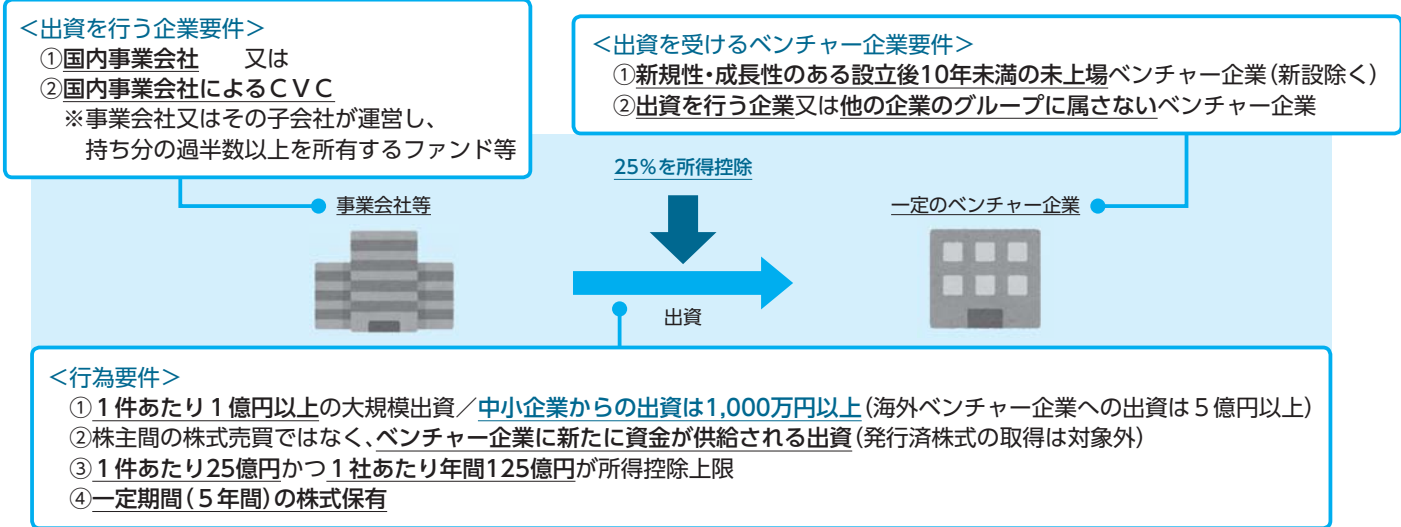 ＜出資を行う企業要件＞
①国内事業会社　　又は
②国内事業会社によるＣＶＣ
※事業会社又はその子会社が運営し、
持ち分の過半数以上を所有するファンド等
＜出資を受けるベンチャー企業要件＞
①新規性・成長性のある設立後10年未満の未上場ベンチャー企業（新設除く）
②出資を行う企業又は他の企業のグループに属さないベンチャー企業
25％を所得控除
事業会社等
一定のベンチャー企業
出資
＜行為要件＞
①１件あたり１億円以上の大規模出資／中小企業からの出資は1,000万円以上（海外ベンチャー企業への出資は５億円以上）
②株主間の株式売買ではなく、ベンチャー企業に新たに資金が供給される出資（発行済株式の取得は対象外）
③１件あたり25億円かつ１社あたり年間125億円が所得控除上限
④一定期間（５年間）の株式保有